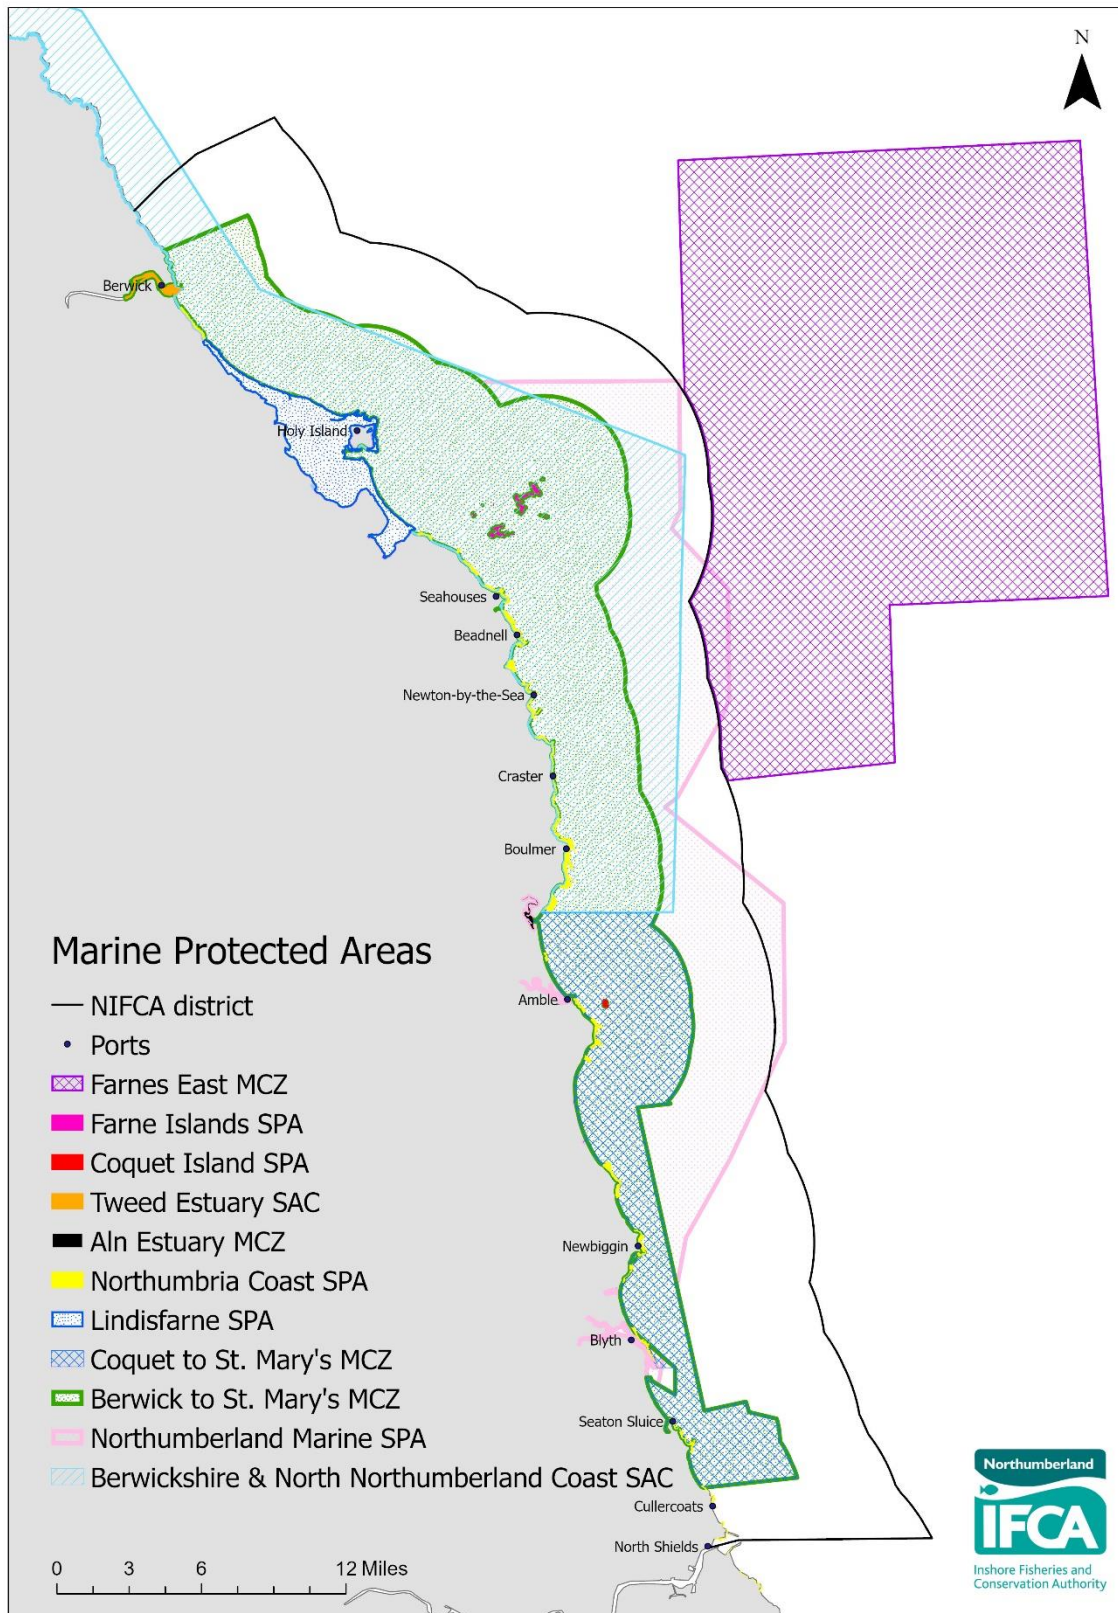 N
Berwick
Holy Island
Seahouses
Beadnell
Newton-by-the-Sea
Craster
Boulmer
Amble
Newbiggin
Blyth
Seaton Sluice
Cullercoats
North Shields
Marine Protected Areas
NIFCA district
Ports
Farnes East MCZ
Farne Islands SPA
Coquet Island SPA
Tweed Estuary SAC
Aln Estuary MCZ
Northumbria Coast SPA
Lindisfarne SPA
Coquet to St. Mary's MCZ
Berwick to St. Mary's MCZ
Northumberland Marine SPA
Berwickshire & North Northumberland Coast SAC
0 3 6 12 Miles
Northumberland
IFCA
Inshore Fisheries and
Conservation Authority